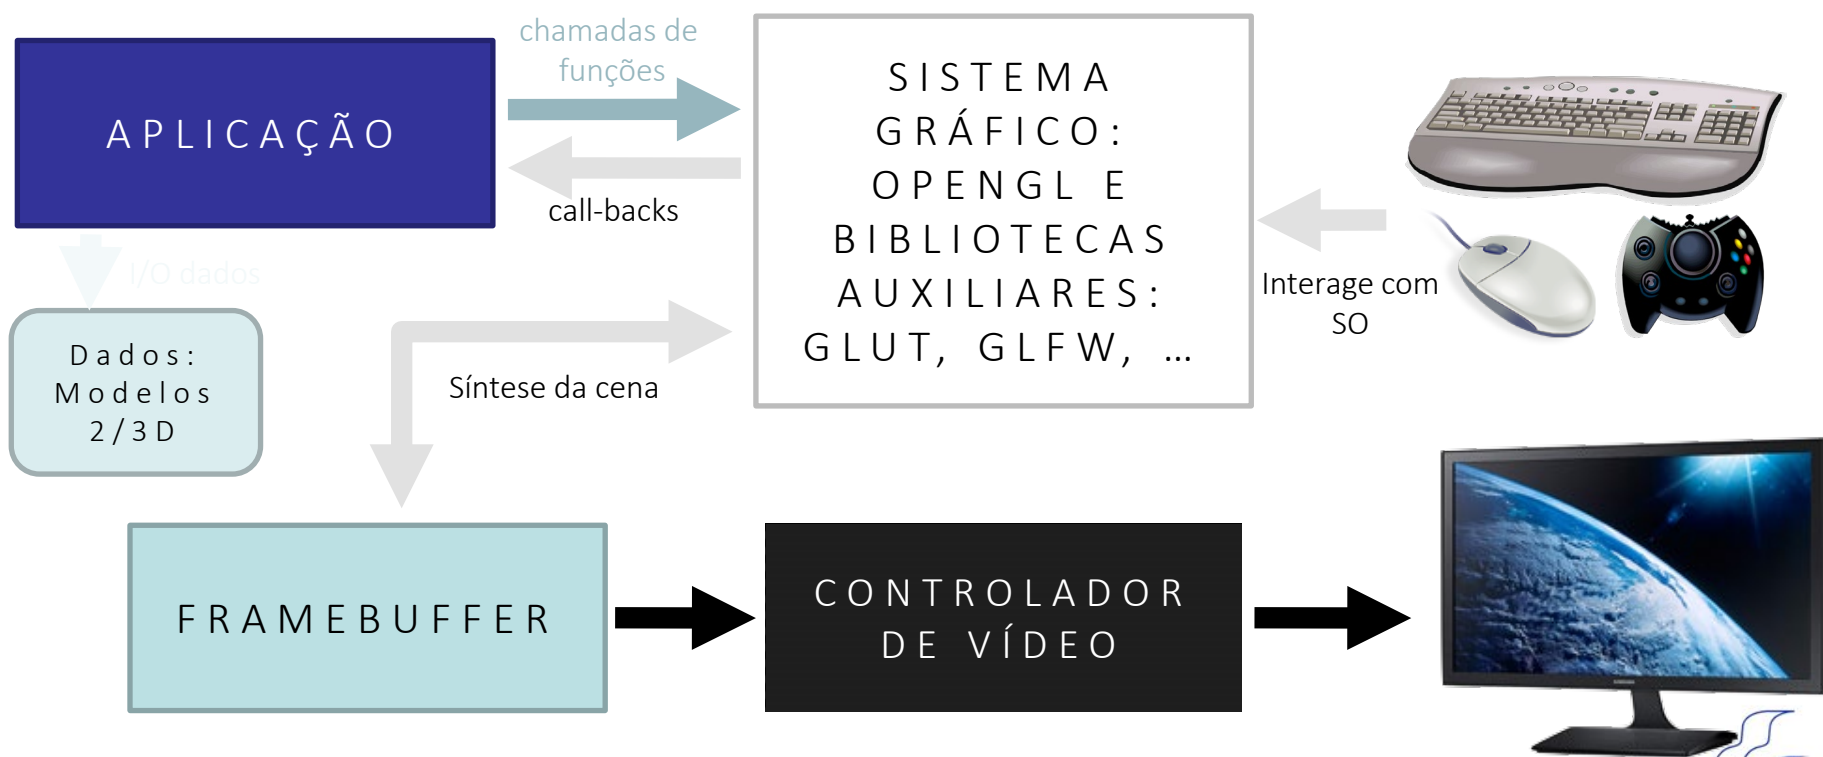 chamadas de
funções
APLICAÇÃO
call-backs
I/O dados
Dados:
Modelos
2/3D
SISTEMA
GRÁFICO:
OPENGL E
BIBLIOTECAS
AUXILIARES:
GLUT, GLFW, ...
Interage com
SO
Síntese da cena
FRAMEBUFFER
CONTROLADOR
DE VÍDEO